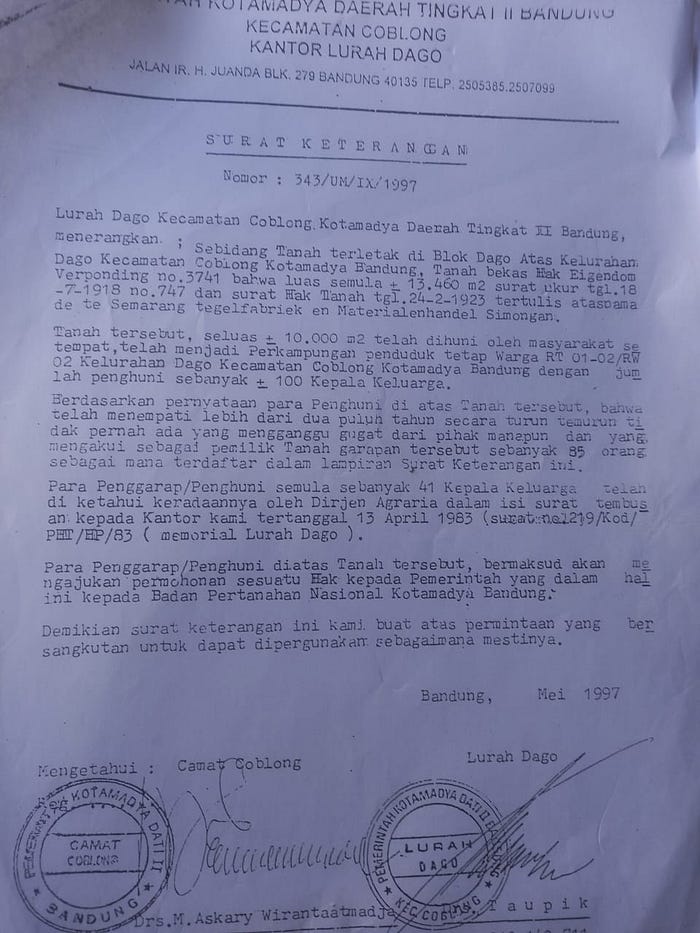 KOTAMADYA DAERAH TINGKAT II BANDUNG
KECAMATAN COBLONG
KANTOR LURAH DAGO
JALAN IR. H. JUANDA BLK. 279 BANDUNG 40135 TELP. 2505385.2507099
SURAT KETERANGAN
Nomor : 343/UM/IX/1997
Lurah Dago Kecamatan Coblong Kotamadya Daerah Tingkat II Bandung,
menerangkan ; Sebidang Tanah terletak di Blok Dago Atas Kelurahan
Dago Kecamatan Coblong Kotamadya Bandung, Tanah bekas Hak Eigendom
Verponding no.3741 bahwa luas semula ± 13.460 m2 surat ukur tgl.18
-7-1918 no.747 dan surat Hak Tanah tgl.24-2-1923 tertulis atasnama
de te Semarang tegelfabriek en Materialenhandel Simongan.
Tanah tersebut, seluas ± 10.000 m2 telah dihuni oleh masyarakat se
tempat,telah menjadi Perkampungan penduduk tetap Warga RT 01-02/RW
02 Kelurahan Dago Kecamatan Coblong Kotamadya Bandung dengan jum
lah penghuni sebanyak ± 100 Kepala Keluarga.
Berdasarkan pernyataan para Penghuni di atas Tanah tersebut, bahwa
telah menempati lebih dari dua puluh tahun secara turun temurun ti
dak pernah ada yang mengganggu gugat dari pihak manapun dan yang
mengakui sebagai pemilik Tanah garapan tersebut sebanyak 85 orang
sebagai mana terdaftar dalam lampiran Surat Keterangan ini.
Para Penggarap/Penghuni semula sebanyak 41 Kepala Keluarga telah
di ketahui keradaannya oleh Dirjen Agraria dalam isi surat tembus
an kepada Kantor kami tertanggal 13 April 1983 (surat no219/Kod/
PHT/HP/83 ( memorial Lurah Dago ).
Para Penggarap/Penghuni diatas Tanah tersebut, bermaksud akan me
ngajukan permohonan sesuatu Hak kepada Pemerintah yang dalam hal
ini kepada Badan Pertanahan Nasional Kotamadya Bandung.
Demikian surat keterangan ini kami buat atas permintaan yang ber
sangkutan untuk dapat dipergunakan sebagaimana mestinya.
Bandung, Mei 1997
Mengetahui : Camat Coblong
Lurah Dago
PEMERINTAH KOTAMADYA DATI II
CAMAT
COBLONG
BANDUNG
PEMERINTAH KOTAMADYA DATI II BANDUNG
LURAH
DAGO
KEC. COBLONG
Drs.M.Askary Wirantaatmadja
Taupik